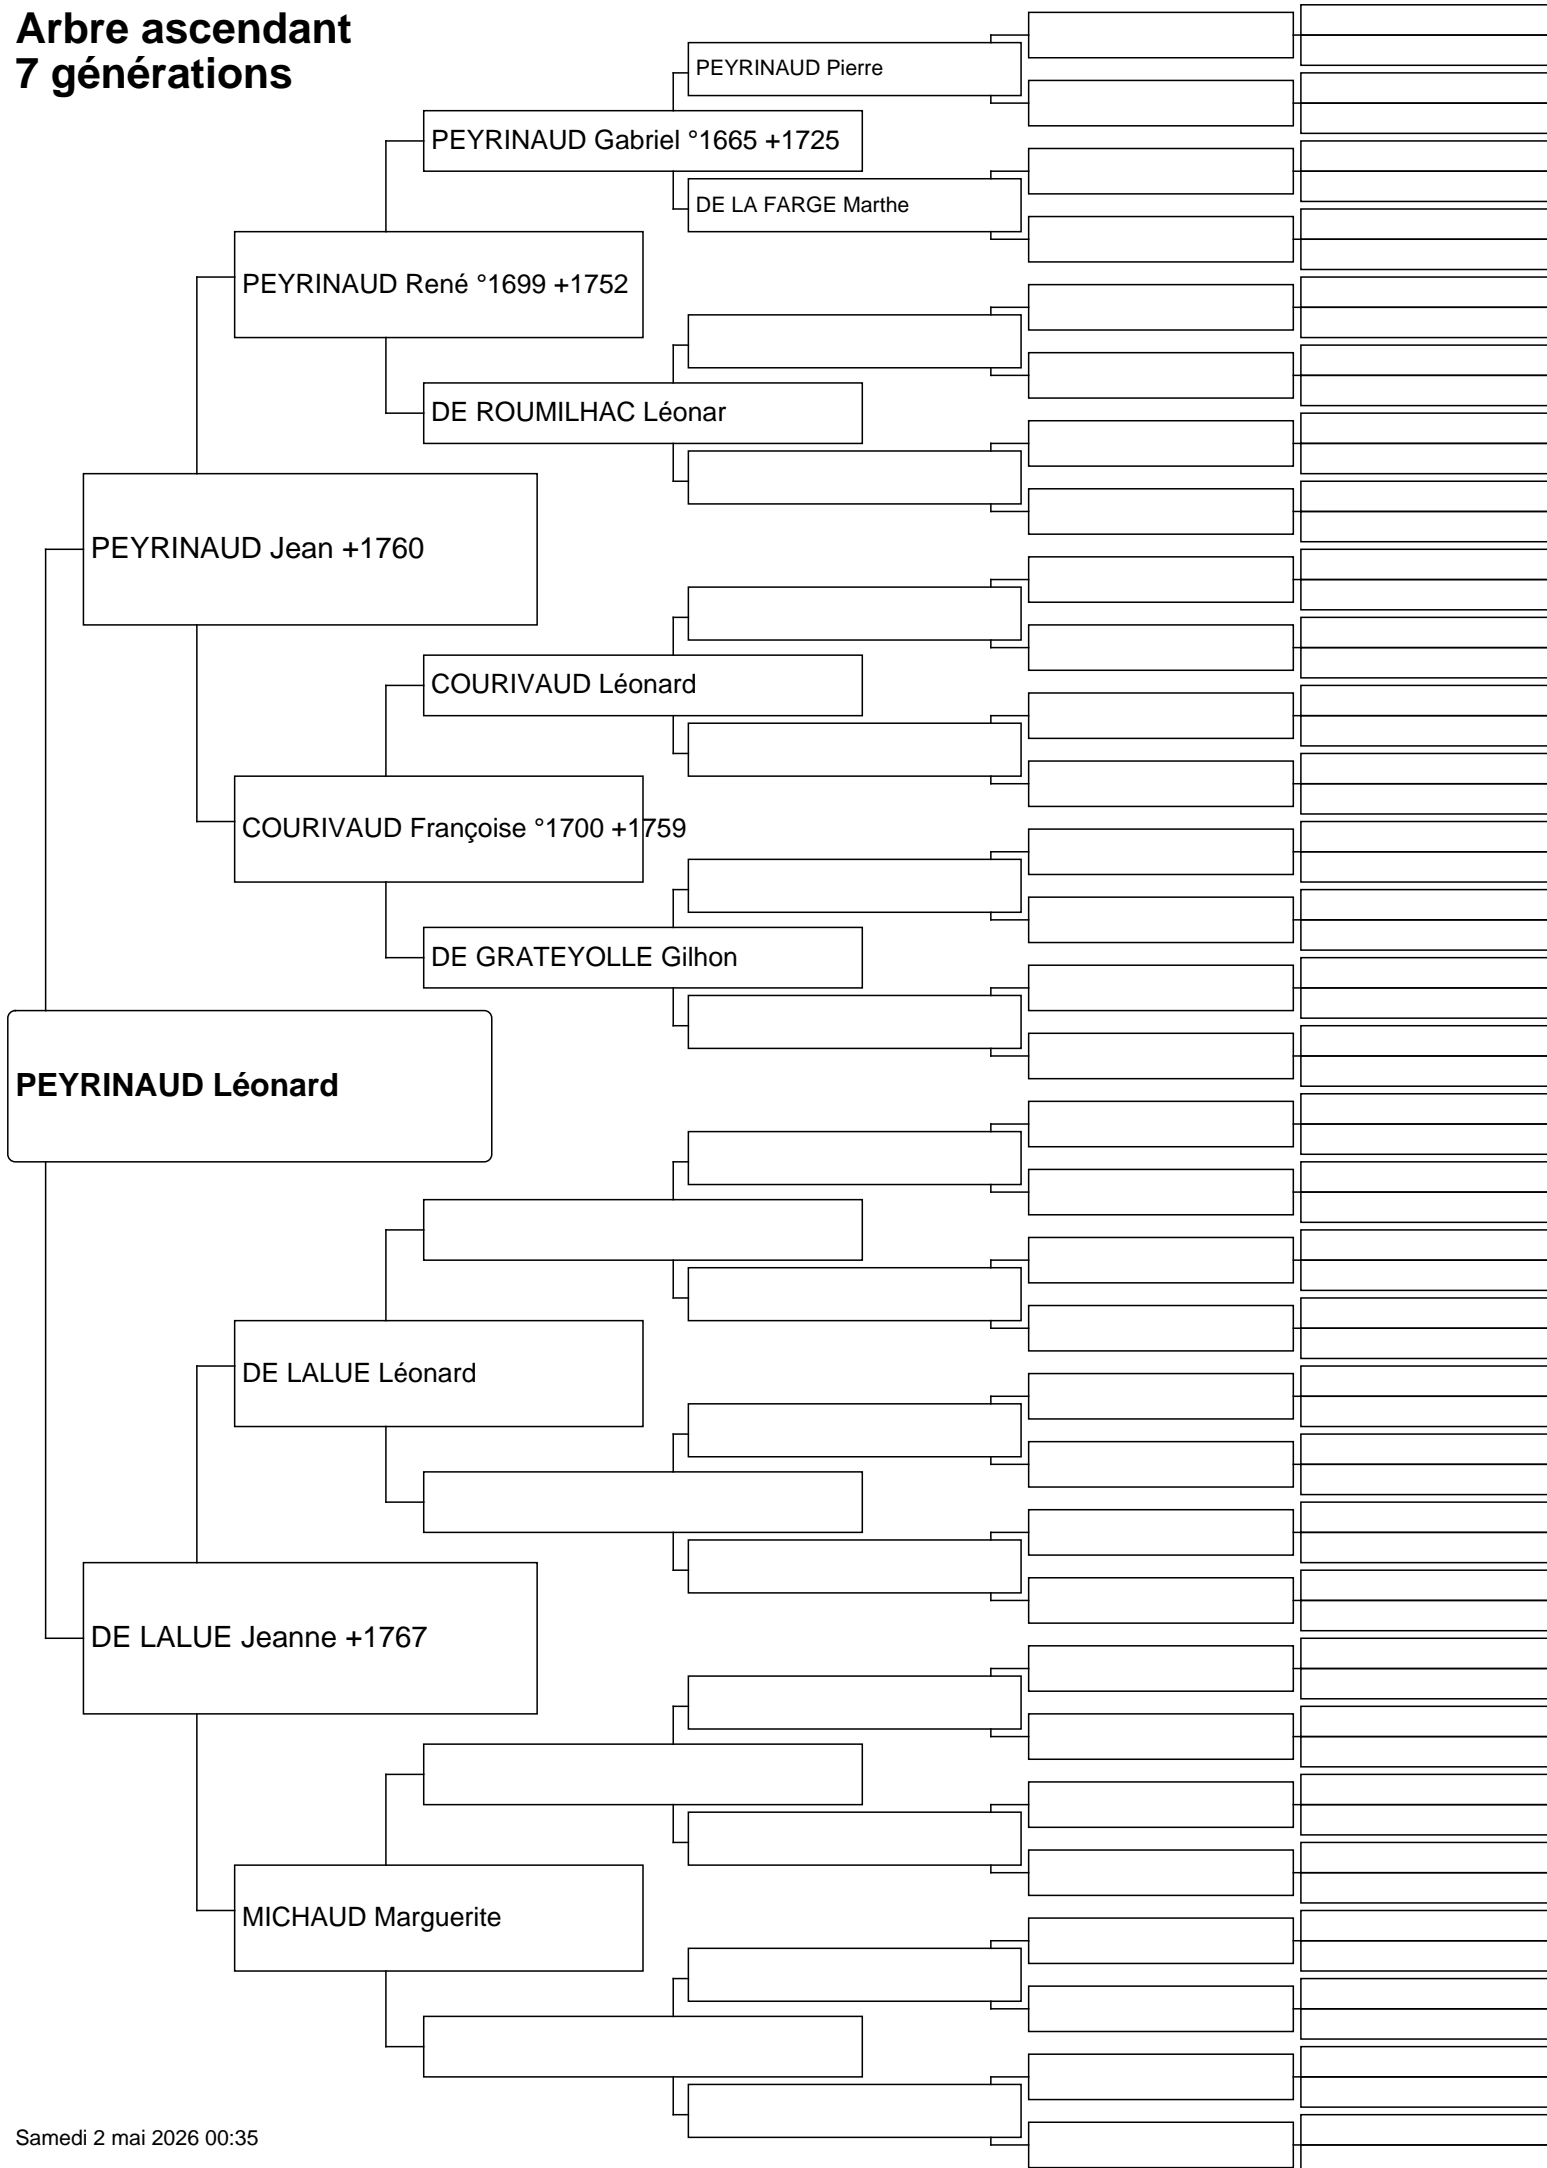 Arbre ascendant
7 générations
PEYRINAUD Pierre
PEYRINAUD Gabriel °1665 +1725
DE LA FARGE Marthe
PEYRINAUD René °1699 +1752
DE ROUMILHAC Léonar
PEYRINAUD Jean +1760
COURIVAUD Léonard
COURIVAUD Françoise °1700 +1759
DE GRATEYOLLE Gilhon
PEYRINAUD Léonard
DE LALUE Léonard
DE LALUE Jeanne +1767
MICHAUD Marguerite
Samedi 2 mai 2026 00:35